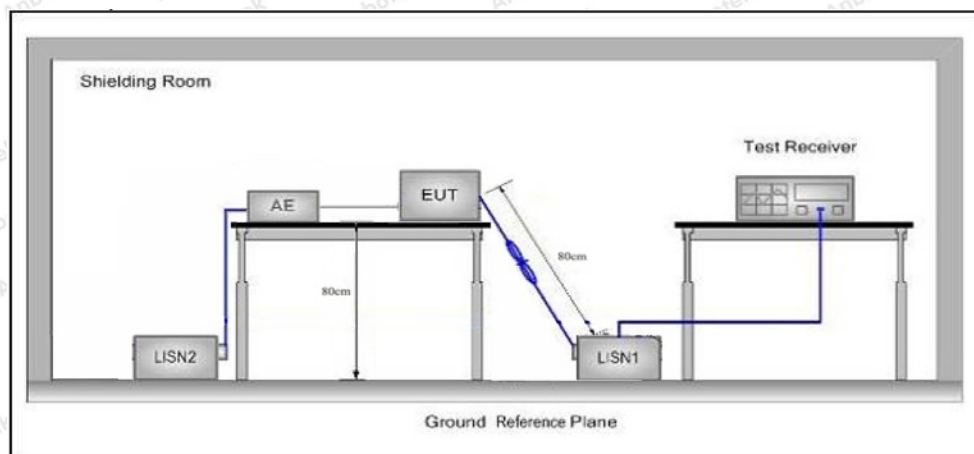 Shielding Room
Test Receiver
AE
EUT
80cm
80cm
LISN2
LISN1
Ground Reference Plane